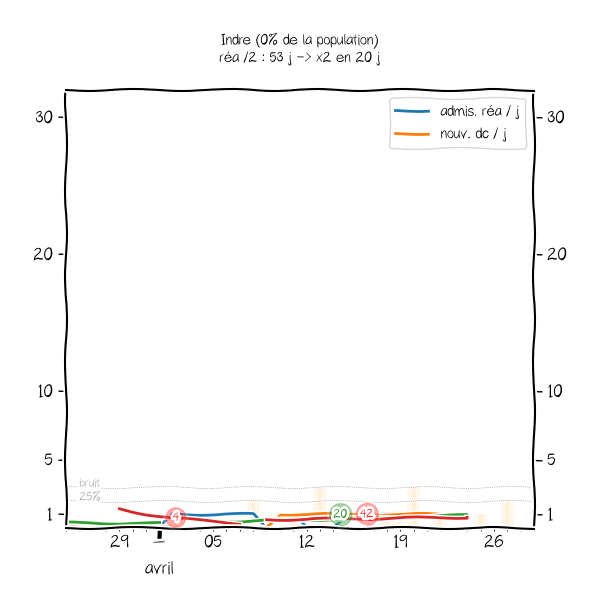 Indre (0% de la population)
réa /2 : 53 j -> x2 en 20 j
admis. réa / j
nouv. dc / j
30 30
20 20
10 10
5 5
bruit
25%
1 1
4 20 42
29 1 05 12 19 26
avril